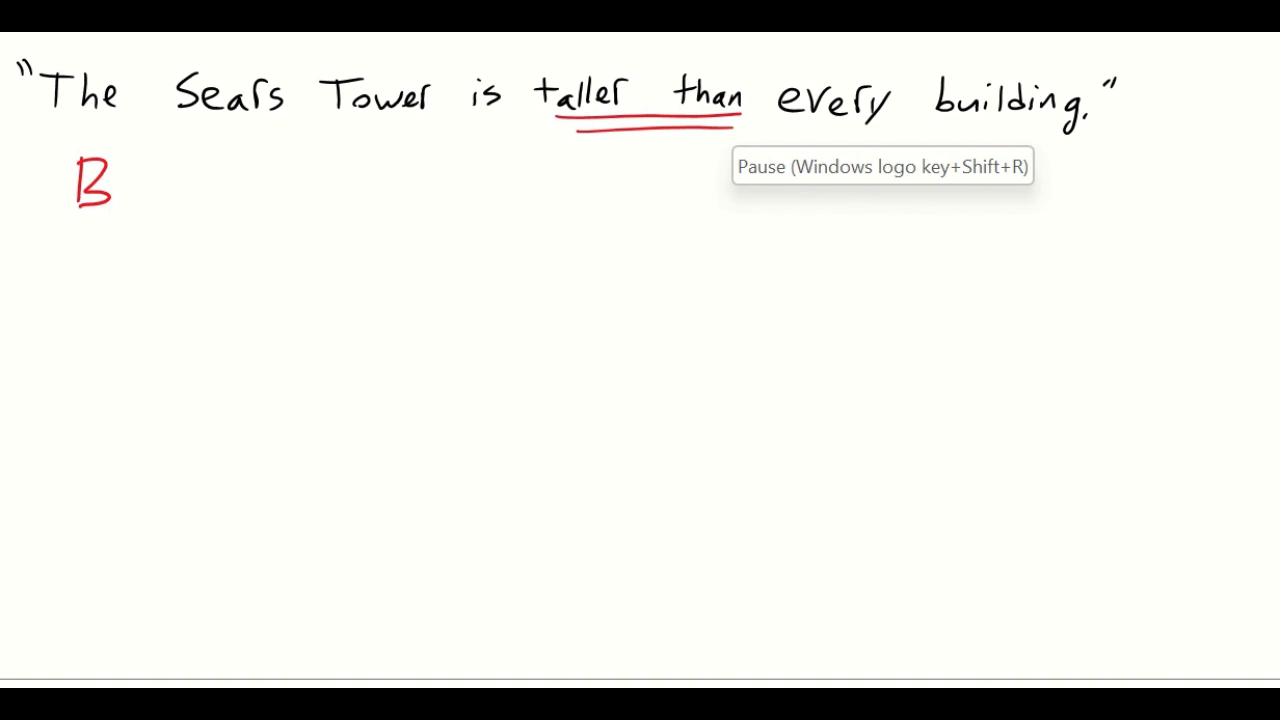 "The Sears Tower is taller than every building."
Pause (Windows logo key+Shift+R)
B